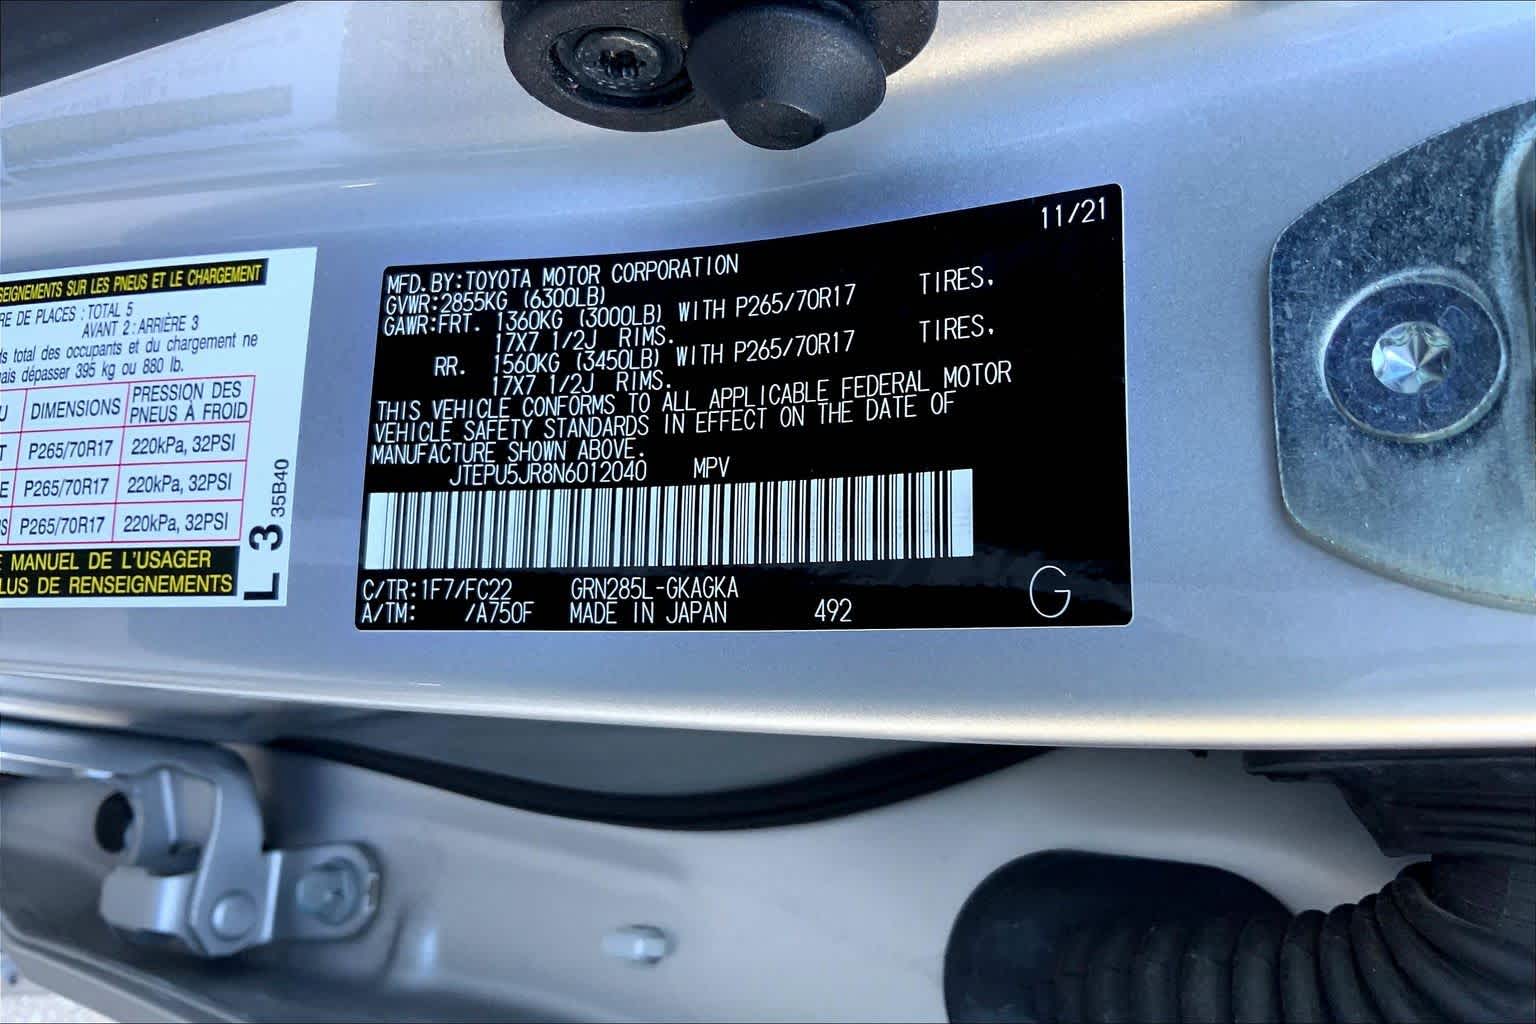 SEIGNEMENTS SUR LES PNEUS ET LE CHARGEMENT
RE DE PLACES : TOTAL 5
AVANT 2 : ARRIÈRE 3
ds total des occupants et du chargement ne
ais dépasser 395 kg ou 880 lb.
U DIMENSIONS PRESSION DES PNEUS À FROID
T P265/70R17 220kPa, 32PSI
E P265/70R17 220kPa, 32PSI
S P265/70R17 220kPa, 32PSI
E MANUEL DE L'USAGER
LUS DE RENSEIGNEMENTS
L 3 35B40
11/21
MFD. BY: TOYOTA MOTOR CORPORATION
GVWR: 2855KG (6300LB)
GAWR: FRT. 1360KG (3000LB) WITH P265/70R17 TIRES,
17X7 1/2J RIMS.
RR. 1560KG (3450LB) WITH P265/70R17 TIRES,
17X7 1/2J RIMS.
THIS VEHICLE CONFORMS TO ALL APPLICABLE FEDERAL MOTOR
VEHICLE SAFETY STANDARDS IN EFFECT ON THE DATE OF
MANUFACTURE SHOWN ABOVE.
JTEPU5JR8N6012040 MPV
C/TR: 1F7/FC22 GRN285L-GKAGKA
A/TM: /A750F MADE IN JAPAN 492
G